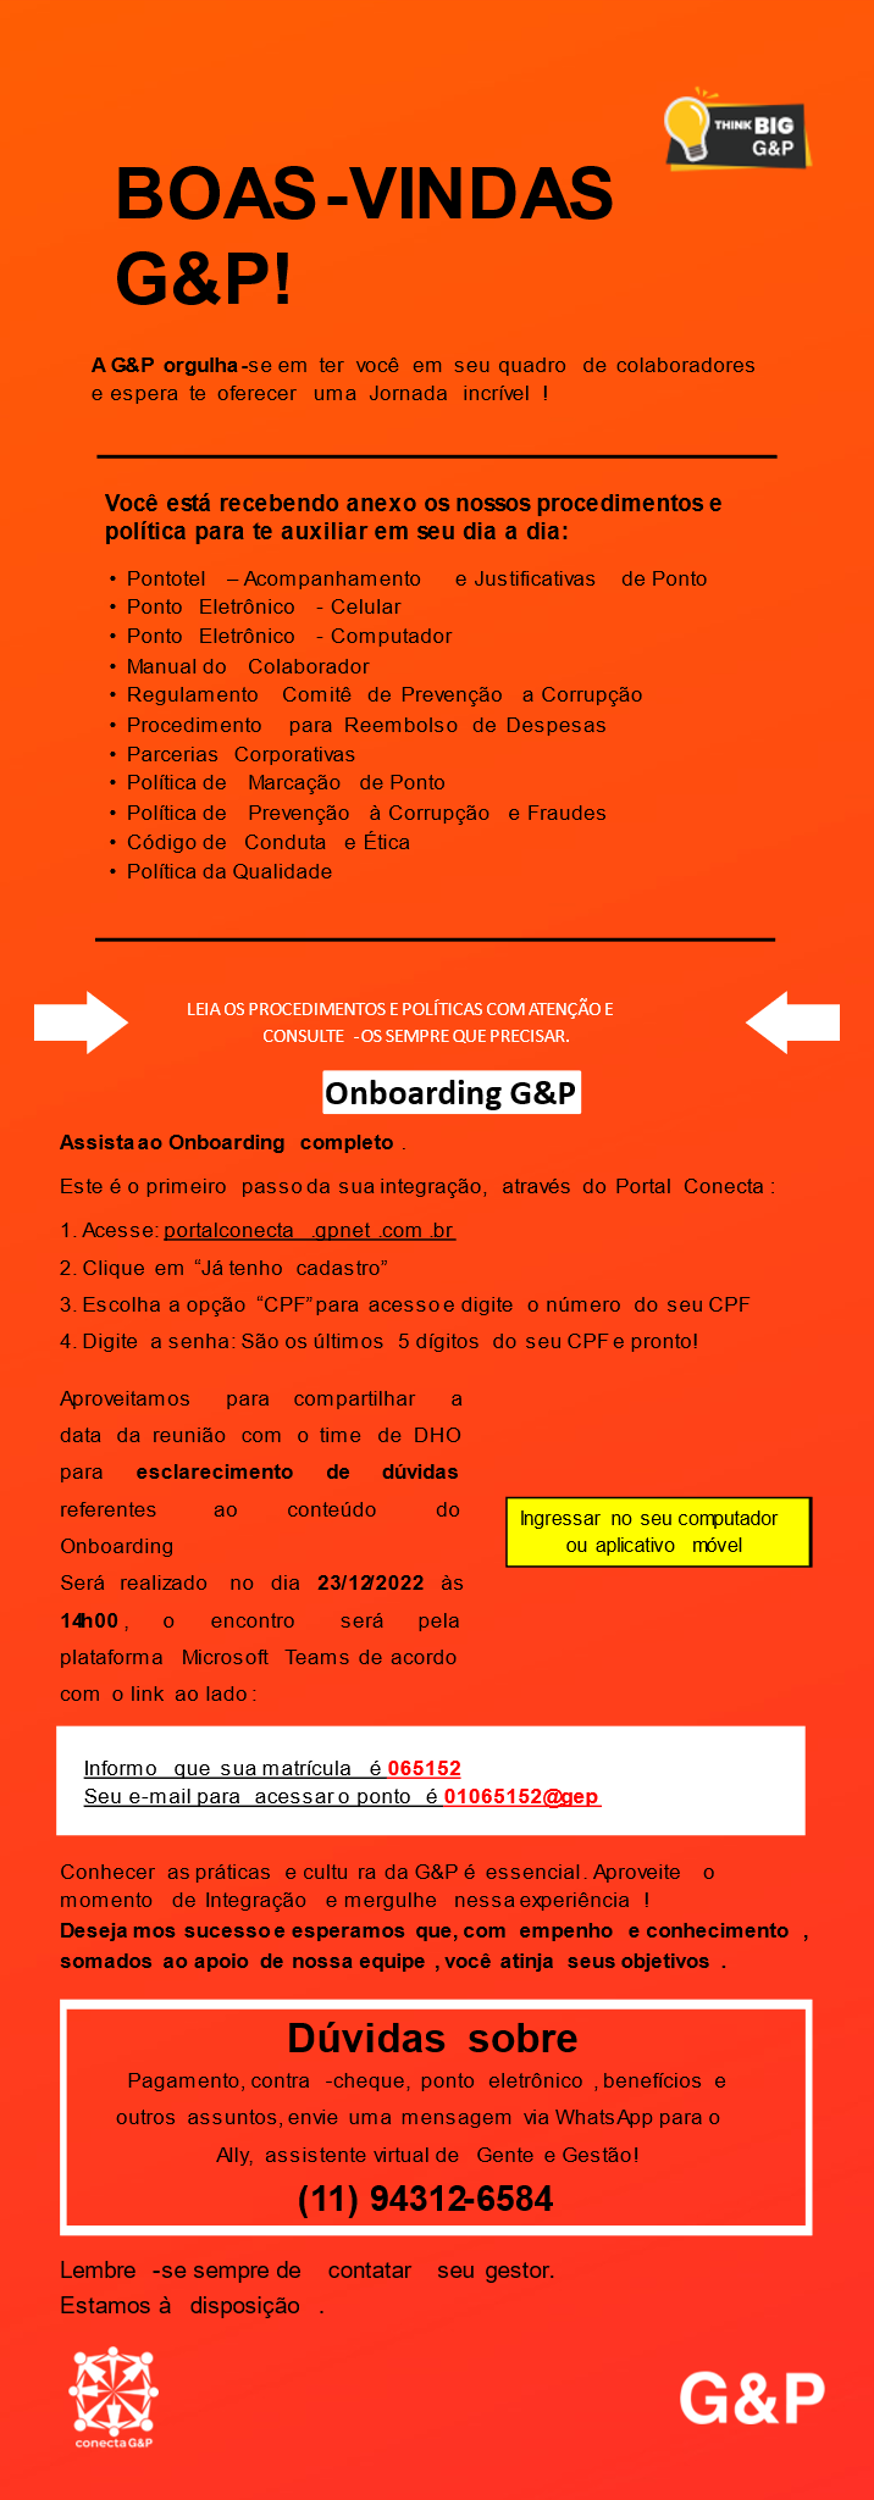 THINK BIG
G&P
BOAS-VINDAS
G&P!
A G&P orgulha-se em ter você em seu quadro de colaboradores
e espera te oferecer uma Jornada incrível !
Você está recebendo anexo os nossos procedimentos e
política para te auxiliar em seu dia a dia:
• Pontotel – Acompanhamento e Justificativas de Ponto
• Ponto Eletrônico - Celular
• Ponto Eletrônico - Computador
• Manual do Colaborador
• Regulamento Comitê de Prevenção a Corrupção
• Procedimento para Reembolso de Despesas
• Parcerias Corporativas
• Política de Marcação de Ponto
• Política de Prevenção à Corrupção e Fraudes
• Código de Conduta e Ética
• Política da Qualidade
LEIA OS PROCEDIMENTOS E POLÍTICAS COM ATENÇÃO E
CONSULTE -OS SEMPRE QUE PRECISAR.
Onboarding G&P
Assista ao Onboarding completo .
Este é o primeiro passo da sua integração, através do Portal Conecta :
1. Acesse: portalconecta .gpnet .com .br
2. Clique em “Já tenho cadastro”
3. Escolha a opção “CPF” para acesso e digite o número do seu CPF
4. Digite a senha: São os últimos 5 dígitos do seu CPF e pronto!
Aproveitamos para compartilhar a
data da reunião com o time de DHO
para esclarecimento de dúvidas
referentes ao conteúdo do
Onboarding
Ingressar no seu computador
ou aplicativo móvel
Será realizado no dia 23/12/2022 às
14h00 , o encontro será pela
plataforma Microsoft Teams de acordo
com o link ao lado :
Informo que sua matrícula é 065152
Seu e-mail para acessar o ponto é 01065152@gep
Conhecer as práticas e cultu ra da G&P é essencial. Aproveite o
momento de Integração e mergulhe nessa experiência !
Deseja mos sucesso e esperamos que, com empenho e conhecimento ,
somados ao apoio de nossa equipe , você atinja seus objetivos .
Dúvidas sobre
Pagamento, contra -cheque, ponto eletrônico , benefícios e
outros assuntos, envie uma mensagem via WhatsApp para o
Ally, assistente virtual de Gente e Gestão!
(11) 94312-6584
Lembre -se sempre de contatar seu gestor.
Estamos à disposição .
conecta G&P
G&P